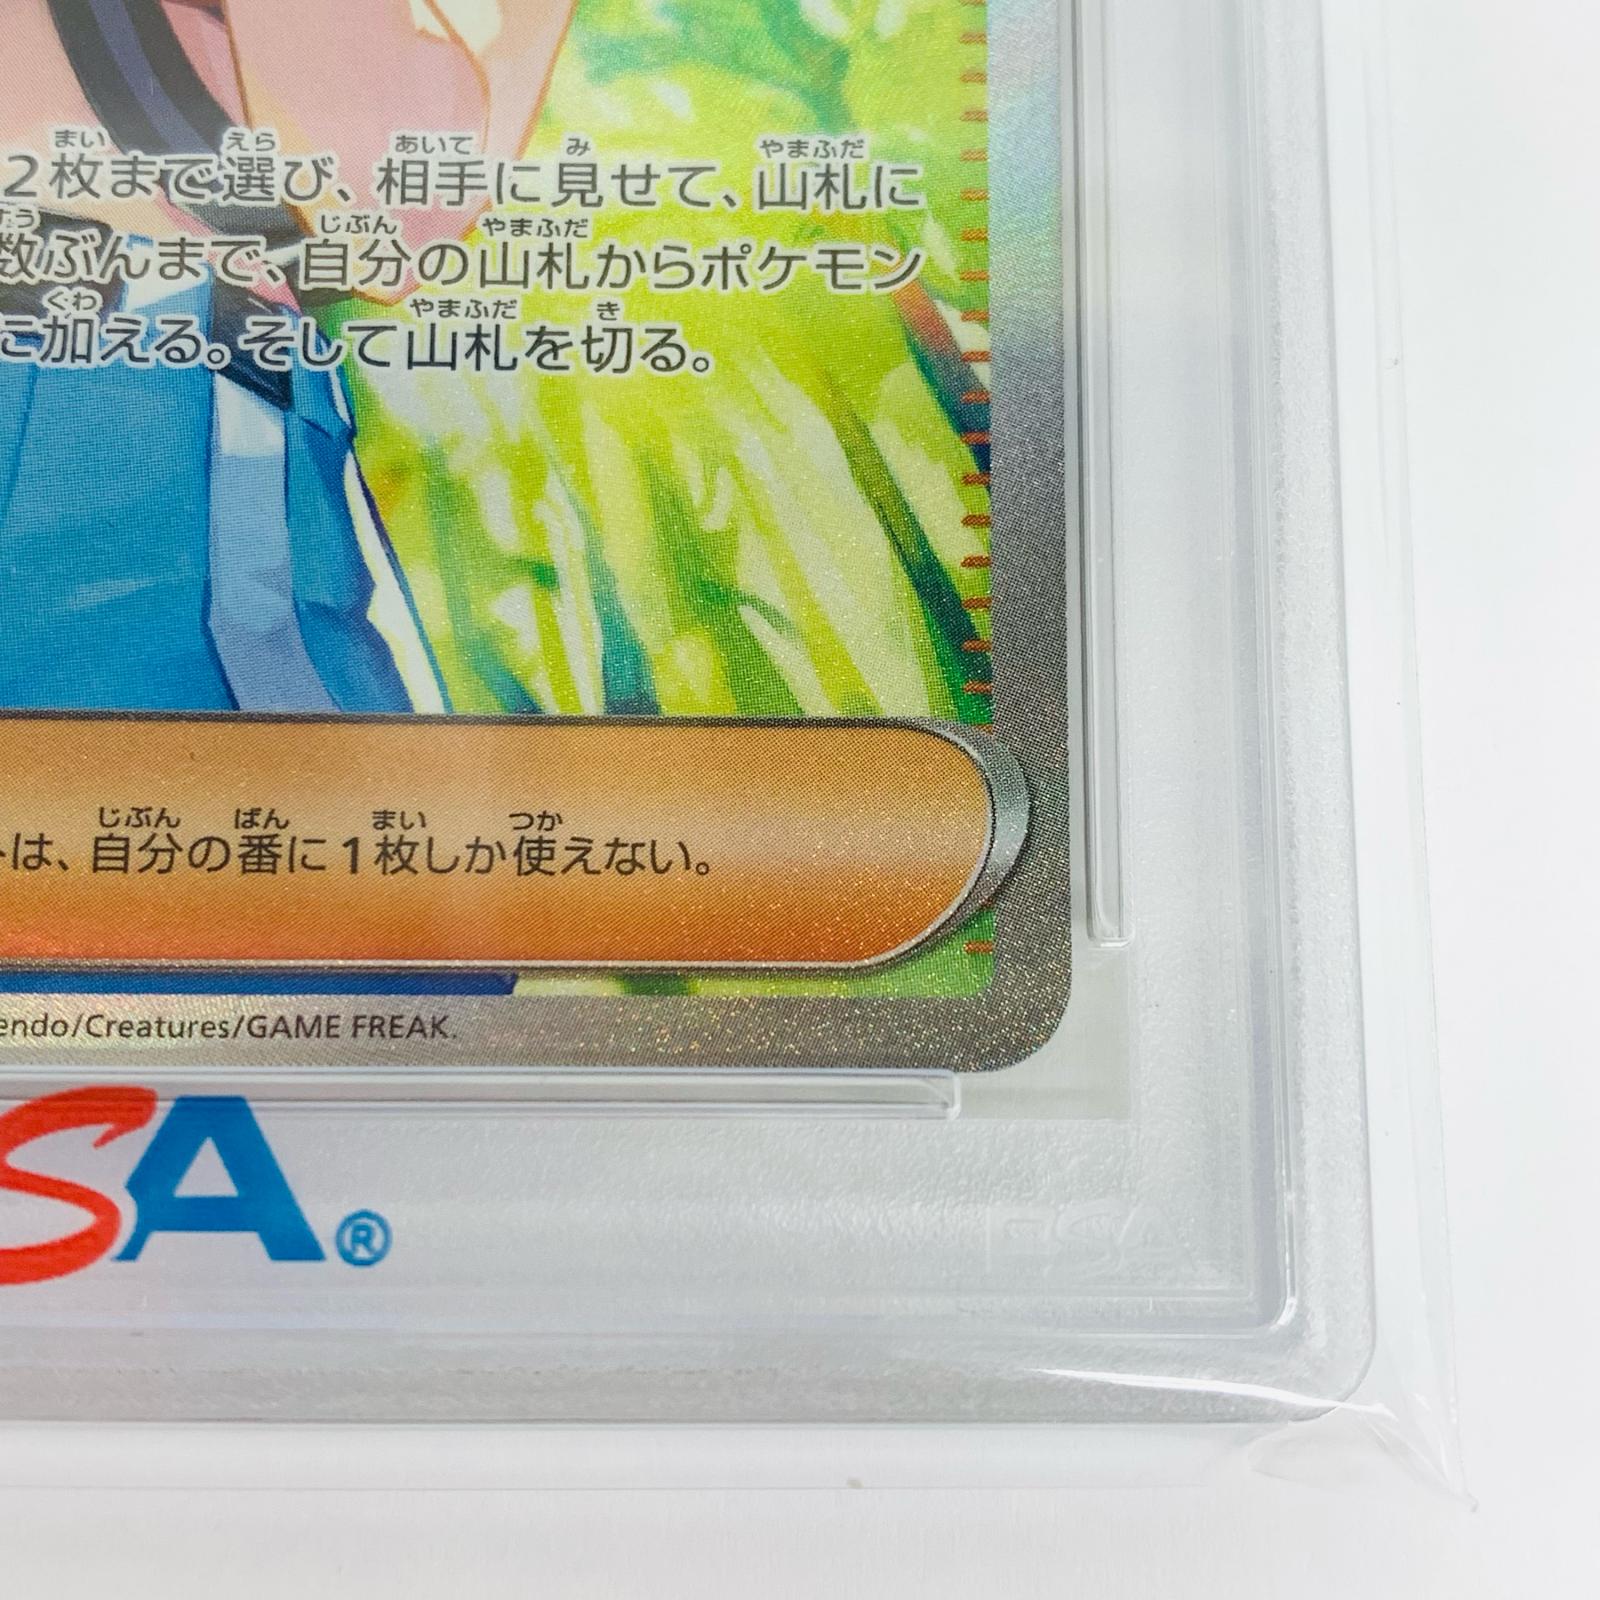 2枚まで選び、相手に見せて、山札に
数ぶんまで、自分の山札からポケモン
に加える。そして山札を切る。
は、自分の番に1枚しか使えない。
endo/Creatures/GAME FREAK.
SA®
PSA